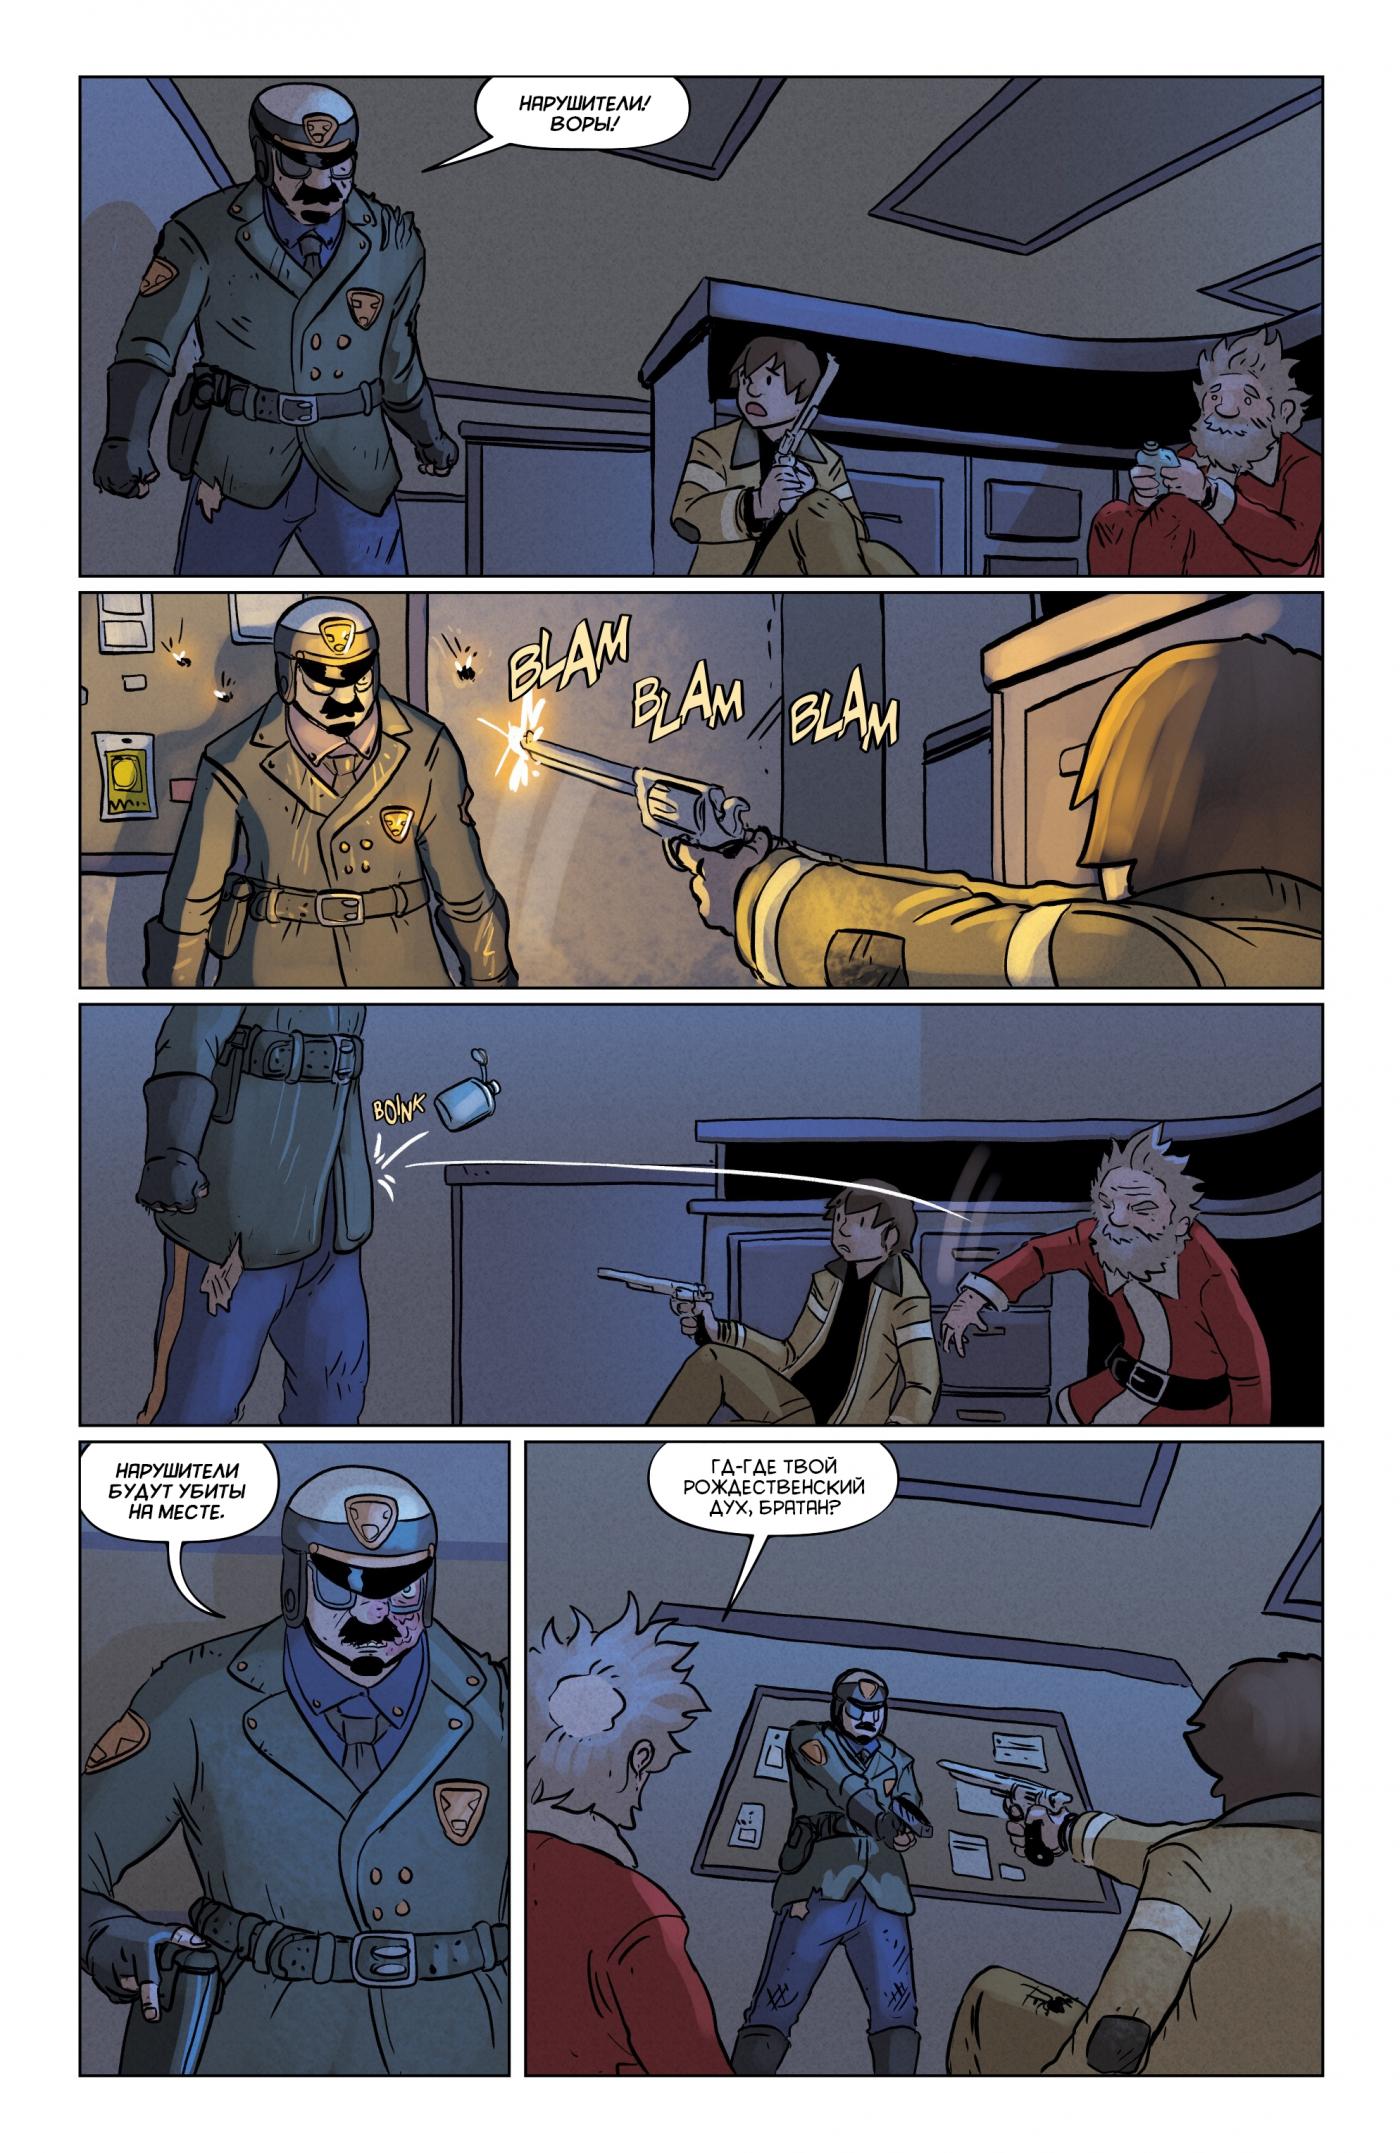 НАРУШИТЕЛИ!
ВОРЫ!
BLAM
BLAM
BLAM
BOINK
НАРУШИТЕЛИ
БУДУТ УБИТЫ
НА МЕСТЕ.
ГД-ГДЕ ТВОЙ
РОЖДЕСТВЕНСКИЙ
ДУХ, БРАТАН?